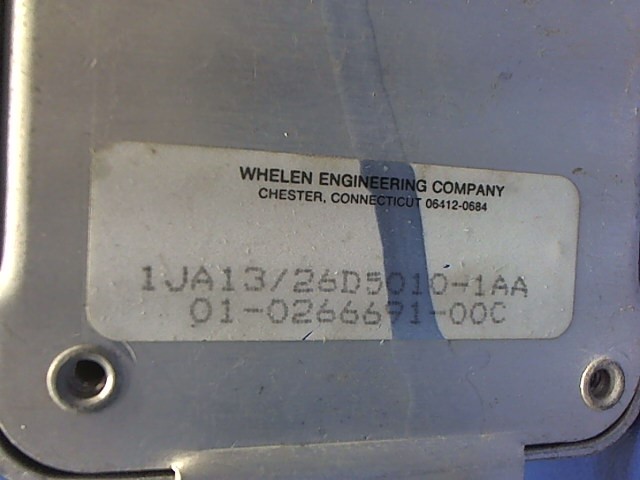 WHELEN ENGINEERING COMPANY
CHESTER, CONNECTICUT 06412-0684
1JA13/26D5010-1AA
01-0266691-00C